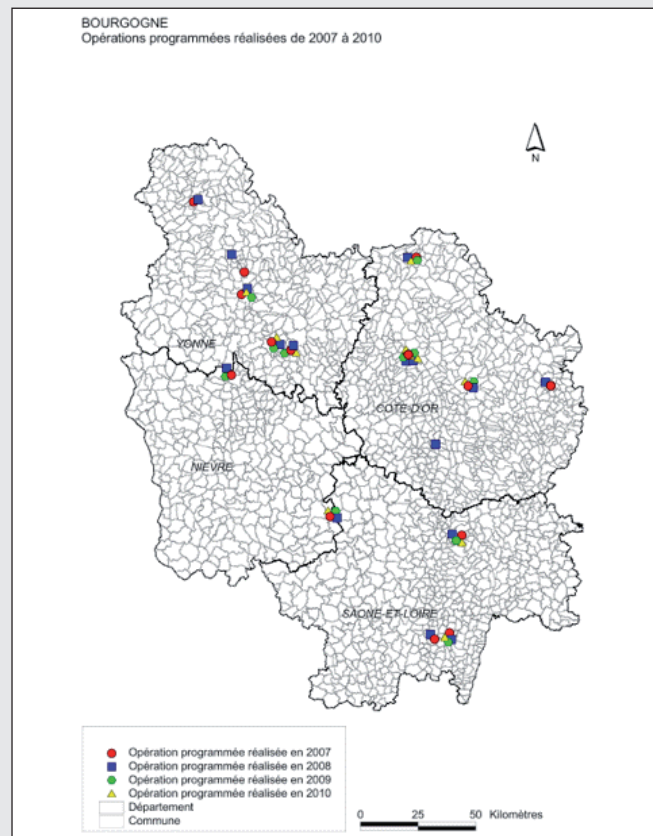 BOURGOGNE
Opérations programmées réalisées de 2007 à 2010
N
YONNE
COTE-D'OR
NIEVRE
SAONE-ET-LOIRE
Opération programmée réalisée en 2007
Opération programmée réalisée en 2008
Opération programmée réalisée en 2009
Opération programmée réalisée en 2010
Département
Commune
0 25 50 Kilomètres